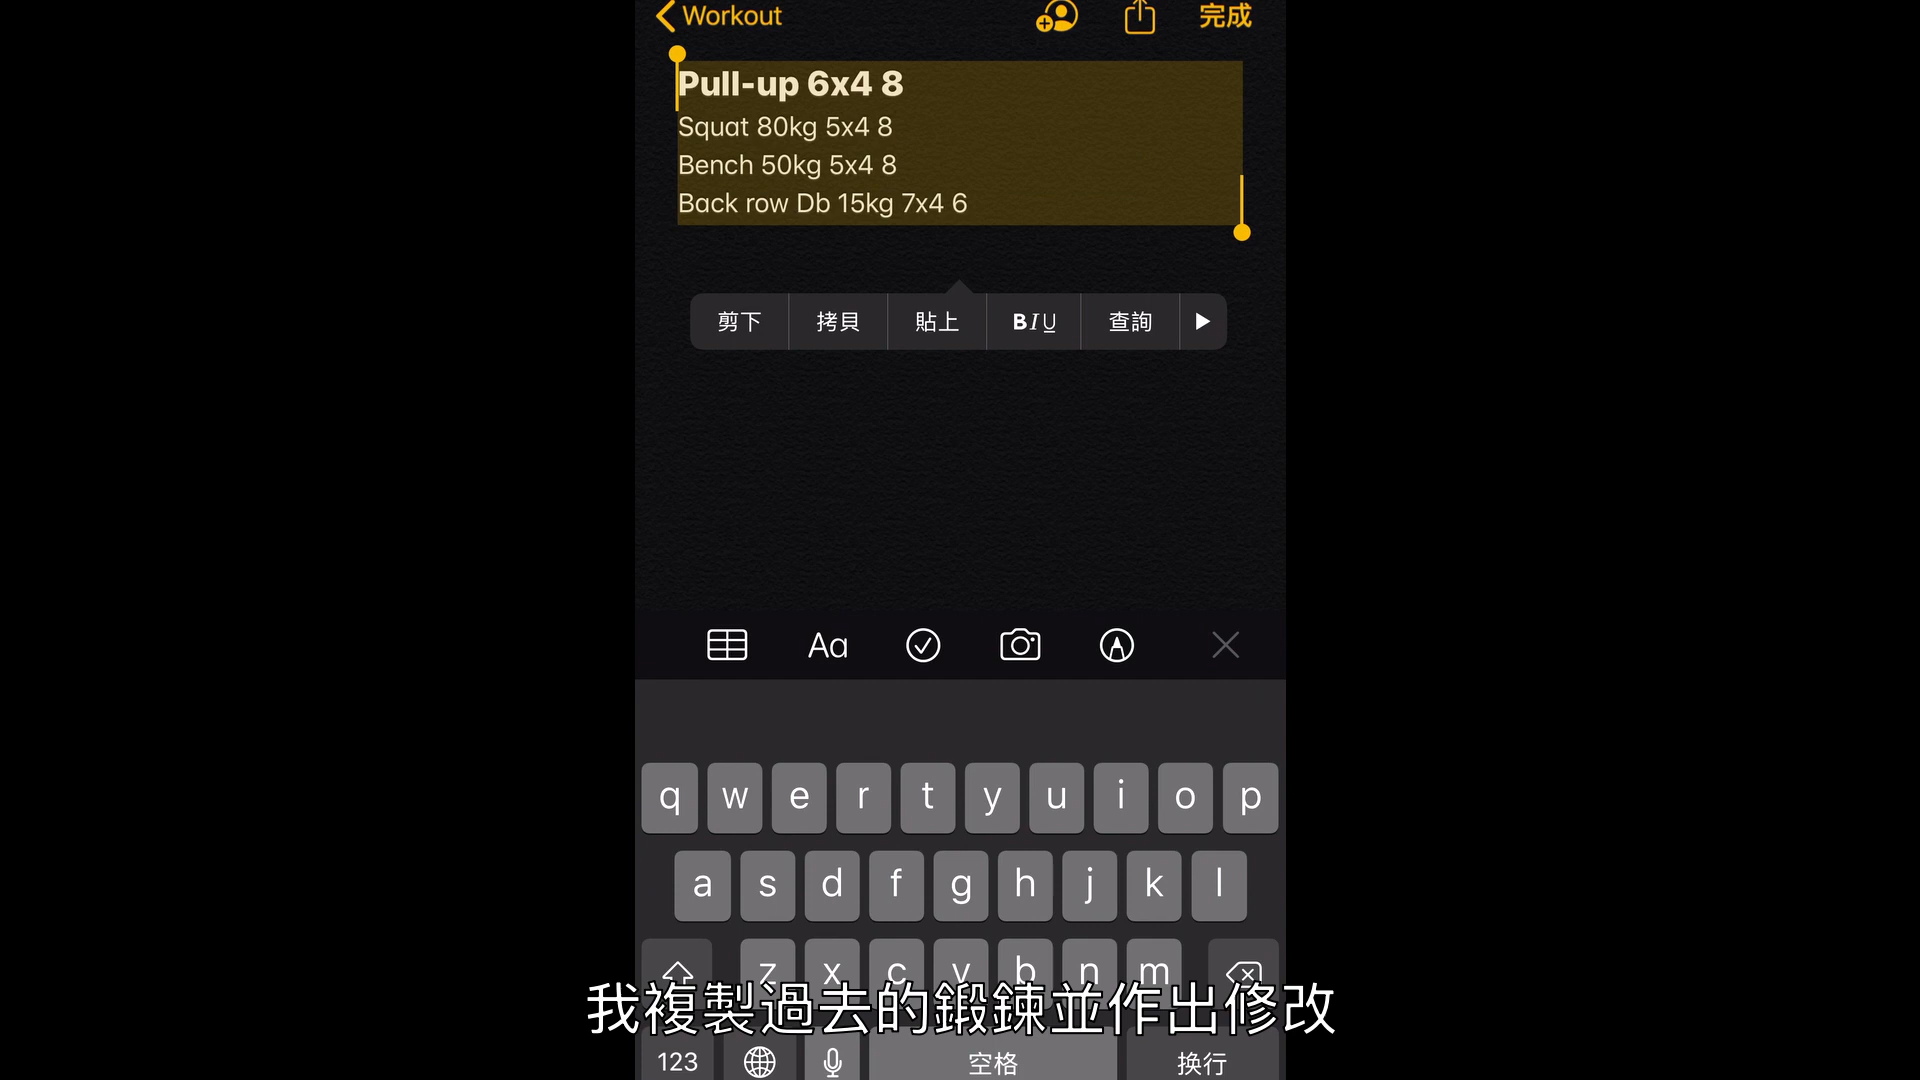 Workout
完成
Pull-up 6x4 8
Squat 80kg 5x4 8
Bench 50kg 5x4 8
Back row Db 15kg 7x4 6
剪下 拷貝 貼上 BIU 查詢
Aa
q w e r t y u i o p
a s d f g h j k l
z x c v b n m
我複製過去的鍛鍊並作出修改
123 空格 换行